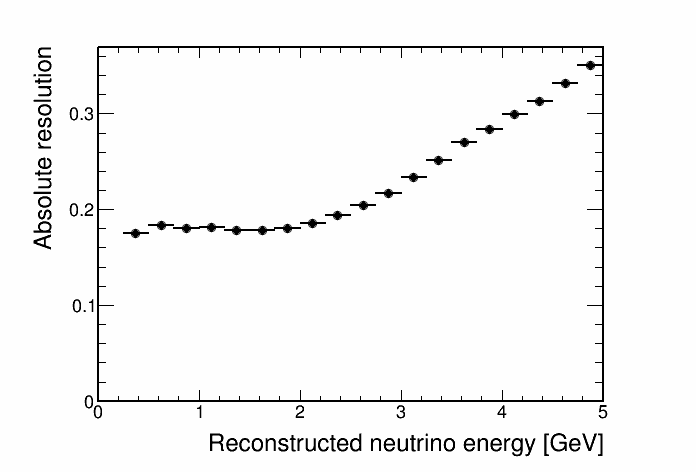 Absolute resolution
0.3
0.2
0.1
0
0 1 2 3 4 5
Reconstructed neutrino energy [GeV]